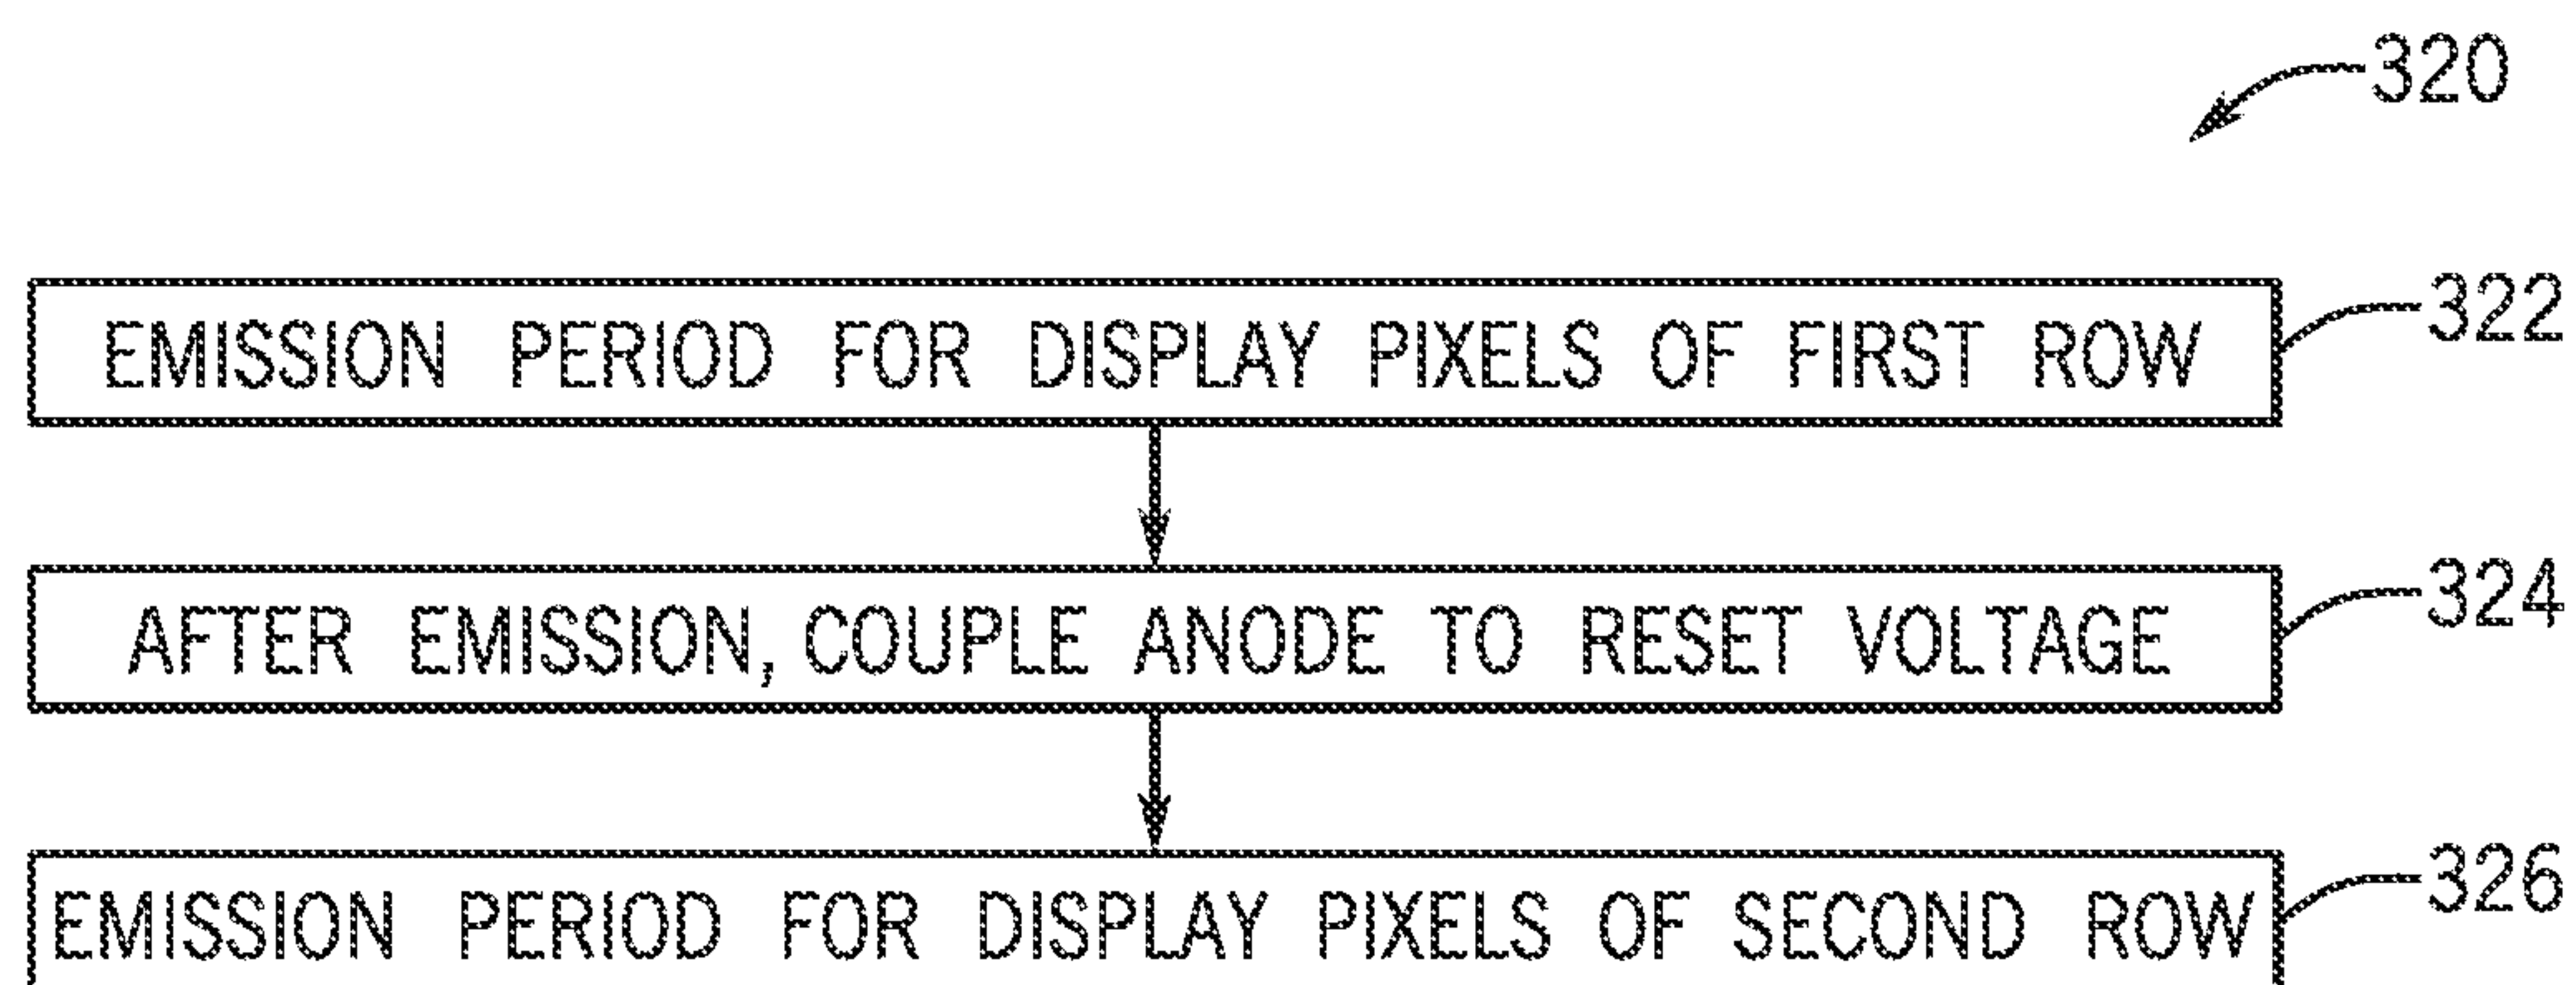 320
EMISSION PERIOD FOR DISPLAY PIXELS OF FIRST ROW
322
AFTER EMISSION, COUPLE ANODE TO RESET VOLTAGE
324
EMISSION PERIOD FOR DISPLAY PIXELS OF SECOND ROW
326